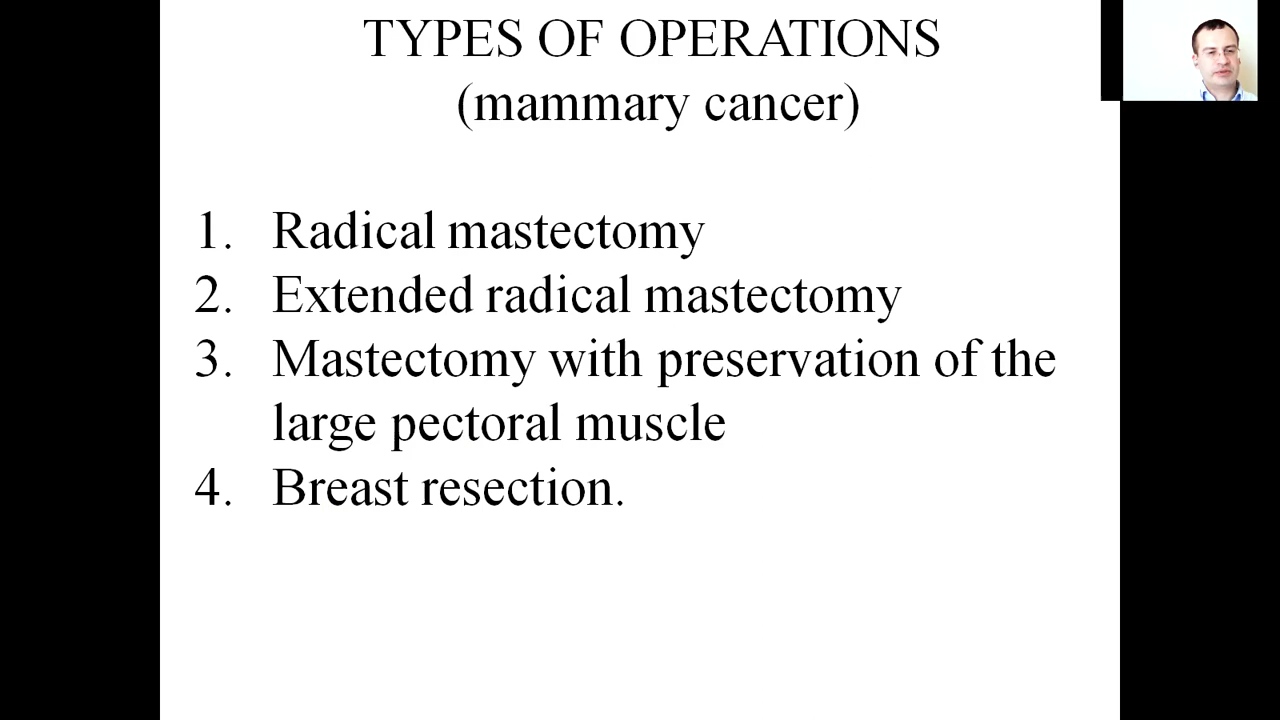 TYPES OF OPERATIONS
(mammary cancer)
1. Radical mastectomy
2. Extended radical mastectomy
3. Mastectomy with preservation of the
large pectoral muscle
4. Breast resection.